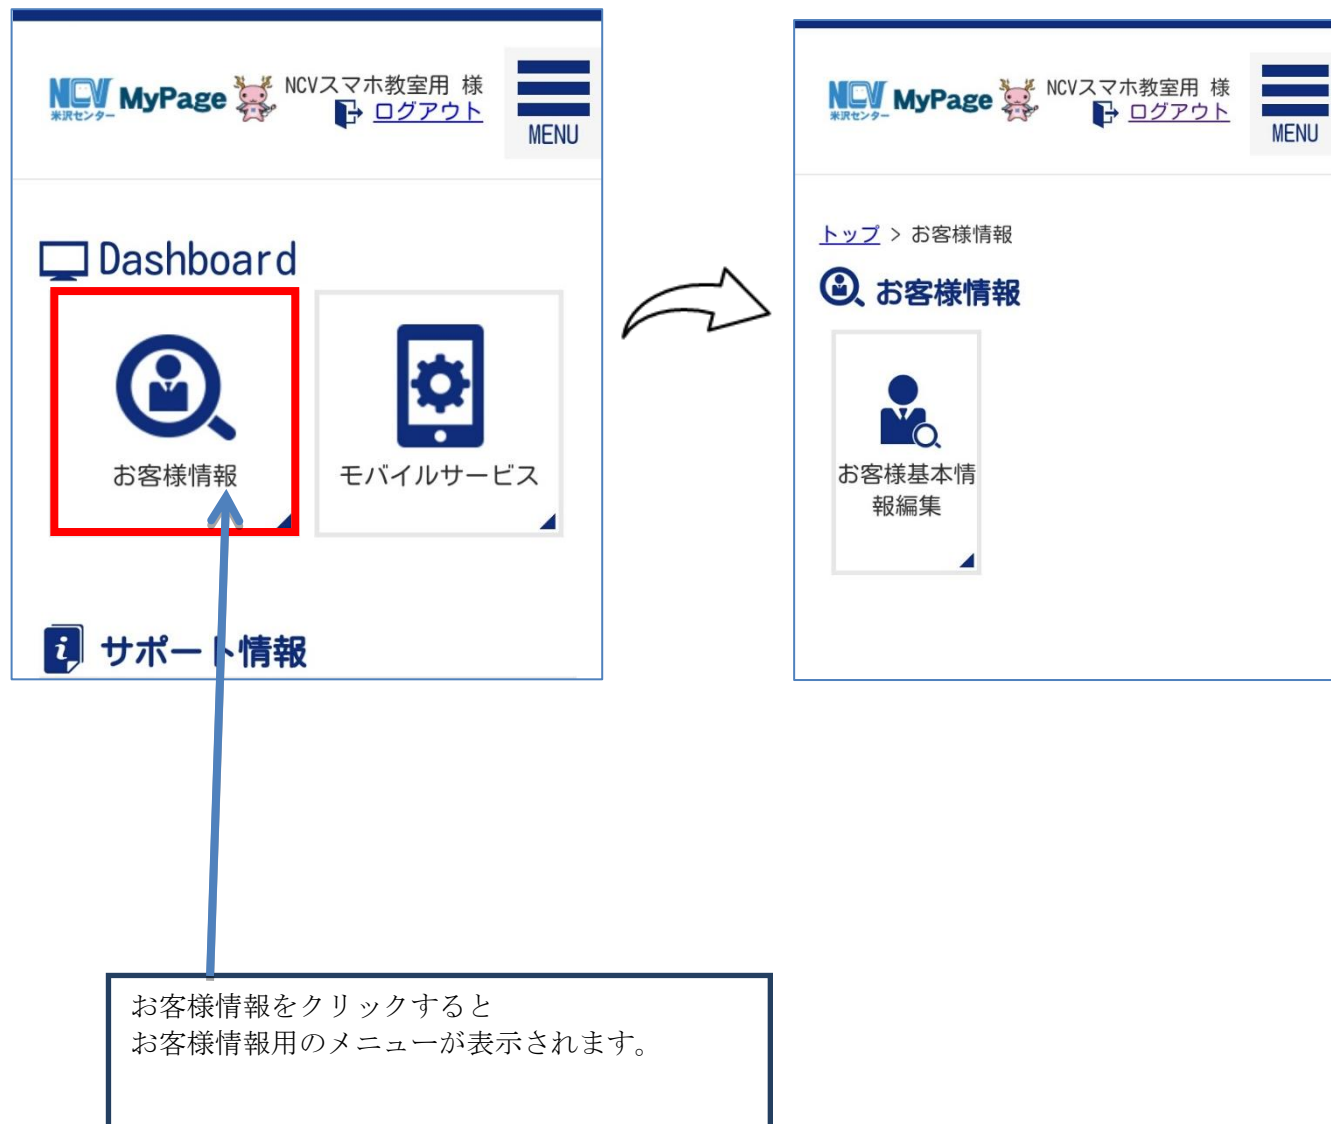 NCV
米沢センター
MyPage
NCVスマホ教室用 様
ログアウト
MENU
Dashboard
お客様情報
モバイルサービス
サポート情報
NCV
米沢センター
MyPage
NCVスマホ教室用 様
ログアウト
MENU
トップ > お客様情報
お客様情報
お客様基本情
報編集
お客様情報をクリックすると
お客様情報用のメニューが表示されます。